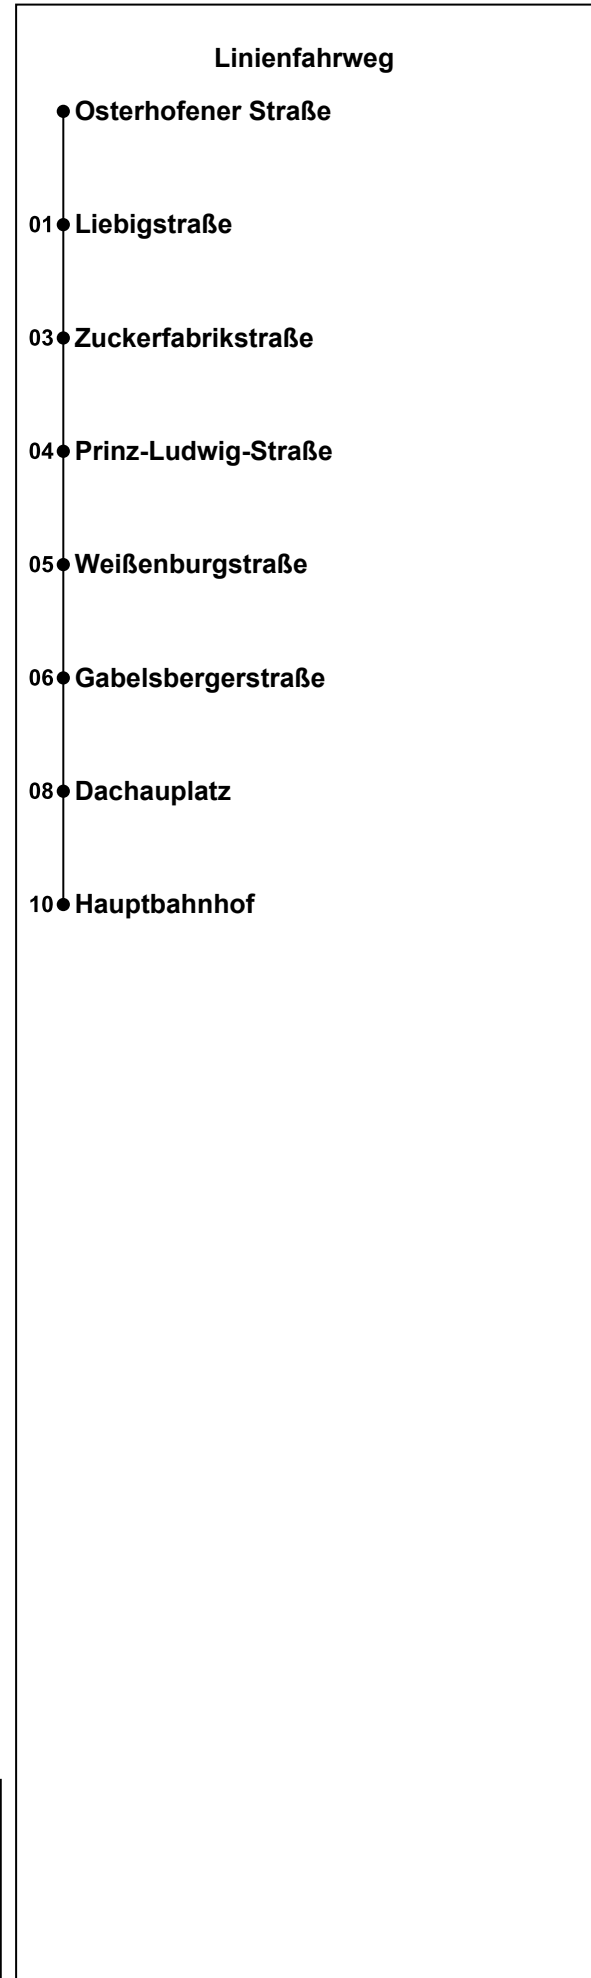 Linienfahrweg
Osterhofener Straße
01 Liebigstraße
03 Zuckerfabrikstraße
04 Prinz-Ludwig-Straße
05 Weißenburgstraße
06 Gabelsbergerstraße
08 Dachauplatz
10 Hauptbahnhof